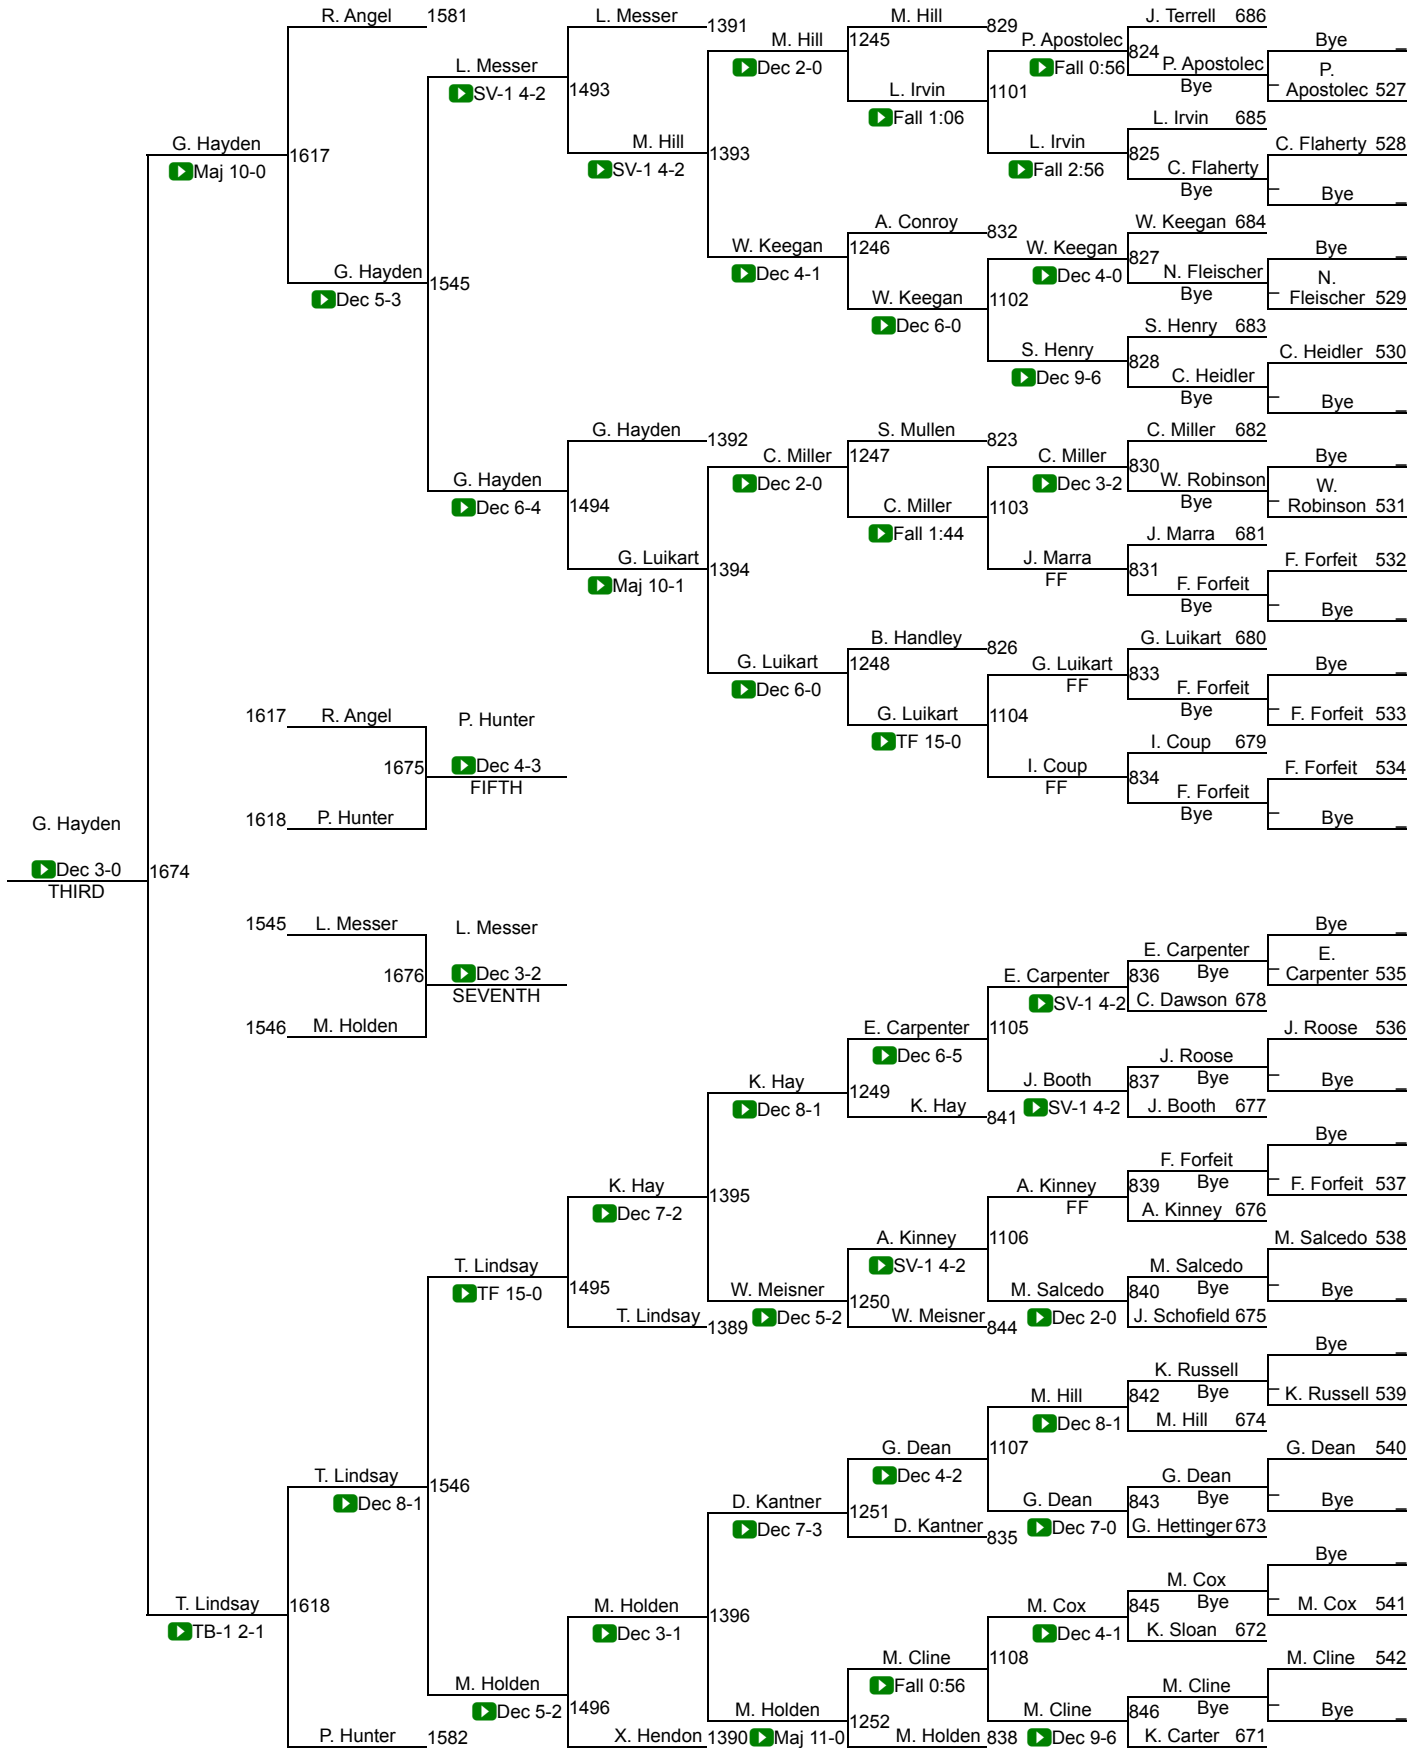 R. Angel 1581 L. Messer 1391 M. Hill 829 J. Terrell 686
M. Hill 1245 P. Apostolec 824 Bye _
L. Messer Dec 2-0 Fall 0:56 P. Apostolec P.
SV-1 4-2 1493 L. Irvin 1101 Bye Apostolec 527
Fall 1:06 L. Irvin 685
G. Hayden 1617 M. Hill 1393 L. Irvin 825 C. Flaherty 528
Maj 10-0 SV-1 4-2 Fall 2:56 C. Flaherty
Bye Bye _
A. Conroy 832 W. Keegan 684
W. Keegan 1246 W. Keegan 827 Bye _
G. Hayden 1545 Dec 4-1 Dec 4-0 N. Fleischer N.
Dec 5-3 W. Keegan 1102 Bye Fleischer 529
Dec 6-0 S. Henry 683
S. Henry 828 C. Heidler 530
Dec 9-6 C. Heidler
Bye Bye _
G. Hayden 1392 S. Mullen 823 C. Miller 682
C. Miller 1247 C. Miller 830 Bye _
G. Hayden Dec 2-0 Dec 3-2 W. Robinson W.
Dec 6-4 1494 C. Miller 1103 Bye Robinson 531
Fall 1:44 J. Marra 681
G. Luikart 1394 J. Marra 831 F. Forfeit 532
Maj 10-1 FF F. Forfeit
Bye Bye _
B. Handley 826 G. Luikart 680
G. Luikart 1248 G. Luikart 833 Bye _
Dec 6-0 FF F. Forfeit
1617 R. Angel P. Hunter G. Luikart 1104 Bye F. Forfeit 533
TF 15-0 I. Coup 679
1675 Dec 4-3 I. Coup 834 F. Forfeit 534
FIFTH FF F. Forfeit
1618 P. Hunter Bye Bye _
G. Hayden
Dec 3-0 1674
THIRD
1545 L. Messer L. Messer Bye _
E. Carpenter E.
1676 Dec 3-2 E. Carpenter 836 Bye Carpenter 535
SEVENTH SV-1 4-2 C. Dawson 678
1546 M. Holden E. Carpenter 1105 J. Roose 536
Dec 6-5 J. Roose
K. Hay J. Booth 837 Bye Bye _
Dec 8-1 1249 K. Hay 841 SV-1 4-2 J. Booth 677
Bye _
F. Forfeit
K. Hay 1395 A. Kinney 839 Bye F. Forfeit 537
Dec 7-2 FF A. Kinney 676
A. Kinney 1106 M. Salcedo 538
T. Lindsay SV-1 4-2 M. Salcedo
TF 15-0 1495 W. Meisner 1250 M. Salcedo 840 Bye Bye _
T. Lindsay 1389 Dec 5-2 W. Meisner 844 Dec 2-0 J. Schofield 675
Bye _
K. Russell
M. Hill 842 Bye K. Russell 539
Dec 8-1 M. Hill 674
G. Dean 1107 G. Dean 540
T. Lindsay 1546 Dec 4-2 G. Dean
Dec 8-1 D. Kantner 1251 G. Dean 843 Bye Bye _
Dec 7-3 D. Kantner 835 Dec 7-0 G. Hettinger 673
Bye _
M. Cox
T. Lindsay 1618 M. Holden 1396 M. Cox 845 Bye M. Cox 541
TB-1 2-1 Dec 3-1 Dec 4-1 K. Sloan 672
M. Cline 1108 M. Cline 542
M. Holden Fall 0:56 M. Cline
Dec 5-2 1496 M. Holden 1252 M. Cline 846 Bye Bye _
P. Hunter 1582 X. Hendon 1390 Maj 11-0 M. Holden 838 Dec 9-6 K. Carter 671